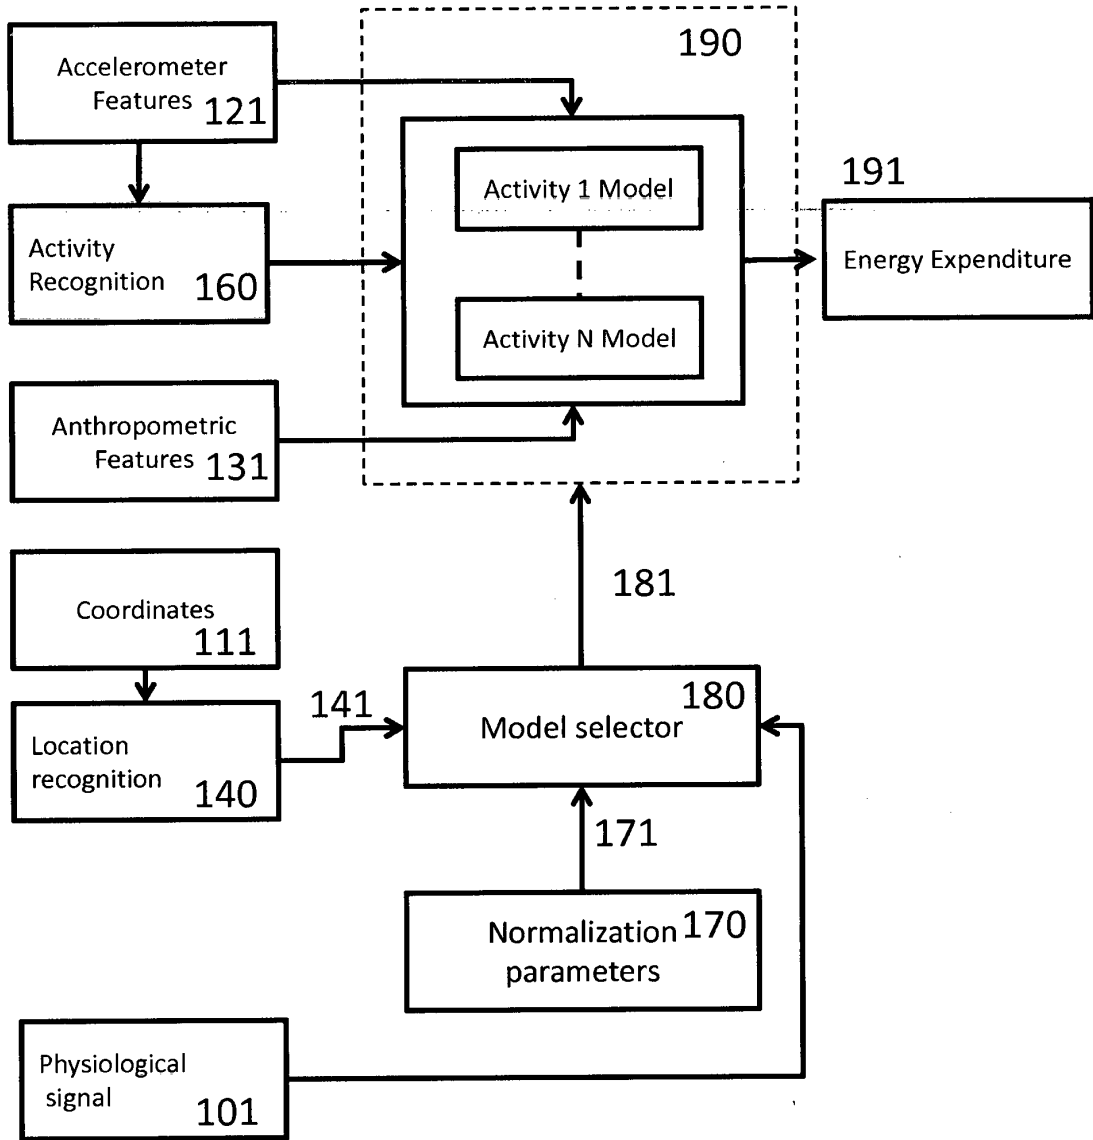 190
Accelerometer
Features 121
Activity 1 Model
191
Activity
Recognition 160
Energy Expenditure
Activity N Model
Anthropometric
Features 131
181
Coordinates
111
180
Model selector
141
Location
recognition
140
171
Normalization 170
parameters
Physiological
signal
101